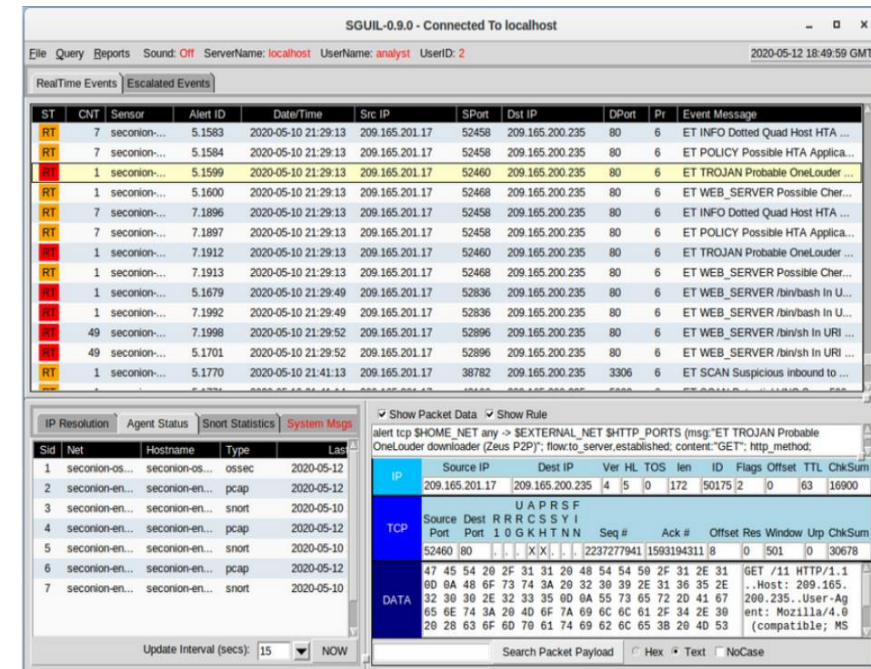 SGUIL-0.9.0 - Connected To localhost
File Query Reports Sound: Off ServerName: localhost UserName: analyst UserID: 2 2020-05-12 18:49:59 GMT
RealTime Events Escalated Events
ST CNT Sensor Alert ID Date/Time Src IP SPort Dst IP DPort Pr Event Message
RT 7 seconion-... 5.1583 2020-05-10 21:29:13 209.165.201.17 52458 209.165.200.235 80 6 ET INFO Dotted Quad Host HTA ...
RT 7 seconion-... 5.1584 2020-05-10 21:29:13 209.165.201.17 52458 209.165.200.235 80 6 ET POLICY Possible HTA Applica...
RT 1 seconion-... 5.1599 2020-05-10 21:29:13 209.165.201.17 52460 209.165.200.235 80 6 ET TROJAN Probable OneLouder ...
RT 1 seconion-... 5.1600 2020-05-10 21:29:13 209.165.201.17 52468 209.165.200.235 80 6 ET WEB_SERVER Possible Cher...
RT 7 seconion-... 7.1896 2020-05-10 21:29:13 209.165.201.17 52458 209.165.200.235 80 6 ET INFO Dotted Quad Host HTA ...
RT 7 seconion-... 7.1897 2020-05-10 21:29:13 209.165.201.17 52458 209.165.200.235 80 6 ET POLICY Possible HTA Applica...
RT 1 seconion-... 7.1912 2020-05-10 21:29:13 209.165.201.17 52460 209.165.200.235 80 6 ET TROJAN Probable OneLouder ...
RT 1 seconion-... 7.1913 2020-05-10 21:29:13 209.165.201.17 52468 209.165.200.235 80 6 ET WEB_SERVER Possible Cher...
RT 1 seconion-... 5.1679 2020-05-10 21:29:49 209.165.201.17 52836 209.165.200.235 80 6 ET WEB_SERVER /bin/bash In U...
RT 1 seconion-... 7.1992 2020-05-10 21:29:49 209.165.201.17 52836 209.165.200.235 80 6 ET WEB_SERVER /bin/bash In U...
RT 49 seconion-... 7.1998 2020-05-10 21:29:52 209.165.201.17 52896 209.165.200.235 80 6 ET WEB_SERVER /bin/sh In URI ...
RT 49 seconion-... 5.1701 2020-05-10 21:29:52 209.165.201.17 52896 209.165.200.235 80 6 ET WEB_SERVER /bin/sh In URI ...
RT 1 seconion-... 5.1770 2020-05-10 21:41:13 209.165.201.17 38782 209.165.200.235 3306 6 ET SCAN Suspicious inbound to ...
IP Resolution Agent Status Snort Statistics System Msgs
Sid Net Hostname Type Last
1 seconion-os... seconion-os... ossec 2020-05-12
2 seconion-en... seconion-en... pcap 2020-05-12
3 seconion-en... seconion-en... snort 2020-05-10
4 seconion-en... seconion-en... pcap 2020-05-12
5 seconion-en... seconion-en... snort 2020-05-10
6 seconion-en... seconion-en... pcap 2020-05-12
7 seconion-en... seconion-en... snort 2020-05-10
Update Interval (secs): 15 NOW
Show Packet Data Show Rule
alert tcp $HOME_NET any -> $EXTERNAL_NET $HTTP_PORTS (msg:"ET TROJAN Probable
OneLouder downloader (Zeus P2P)"; flow:to_server,established; content:"GET"; http_method;
IP Source IP Dest IP Ver HL TOS len ID Flags Offset TTL ChkSum
209.165.201.17 209.165.200.235 4 5 0 172 50175 2 0 63 16900
TCP
U A P R S F
Source Dest R R R C S S Y I
Port Port 1 0 G K H T N N Seq # Ack # Offset Res Window Urp ChkSum
52460 80 . . . X X . . . 2237277941 1593194311 8 0 501 0 30678
DATA
47 45 54 20 2F 31 31 20 48 54 54 50 2F 31 2E 31 GET /11 HTTP/1.1
0D 0A 48 6F 73 74 3A 20 32 30 39 2E 31 36 35 2E ..Host: 209.165.
32 30 30 2E 32 33 35 0D 0A 55 73 65 72 2D 41 67 200.235..User-Ag
65 6E 74 3A 20 4D 6F 7A 69 6C 6C 61 2F 34 2E 30 ent: Mozilla/4.0
20 28 63 6F 6D 70 61 74 69 62 6C 65 3B 20 4D 53 (compatible; MS
Search Packet Payload Hex Text NoCase